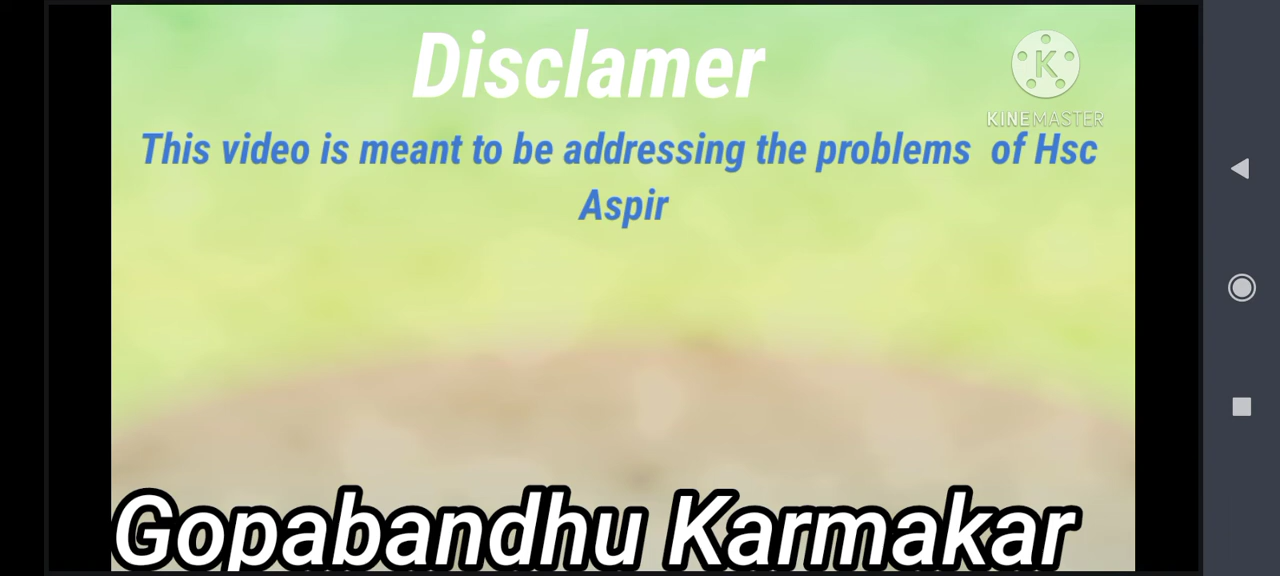 Disclamer
KINEMASTER
This video is meant to be addressing the problems of Hsc
Aspir
Gopabandhu Karmakar